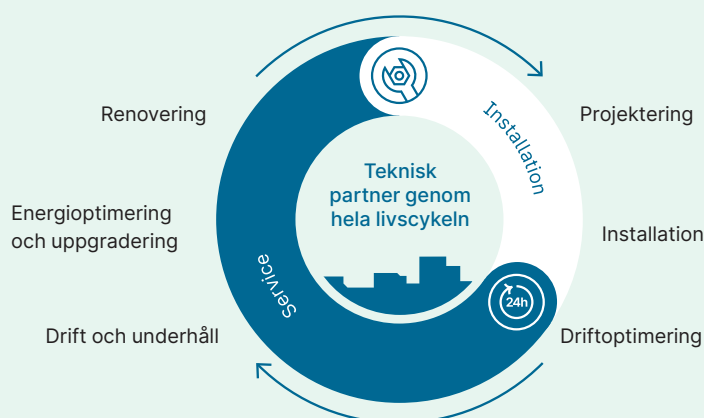 Renovering
Projektering
Installation
Teknisk
partner genom
hela livscykeln
Energioptimering
och uppgradering
Installation
Service
24h
Drift och underhåll
Driftoptimering